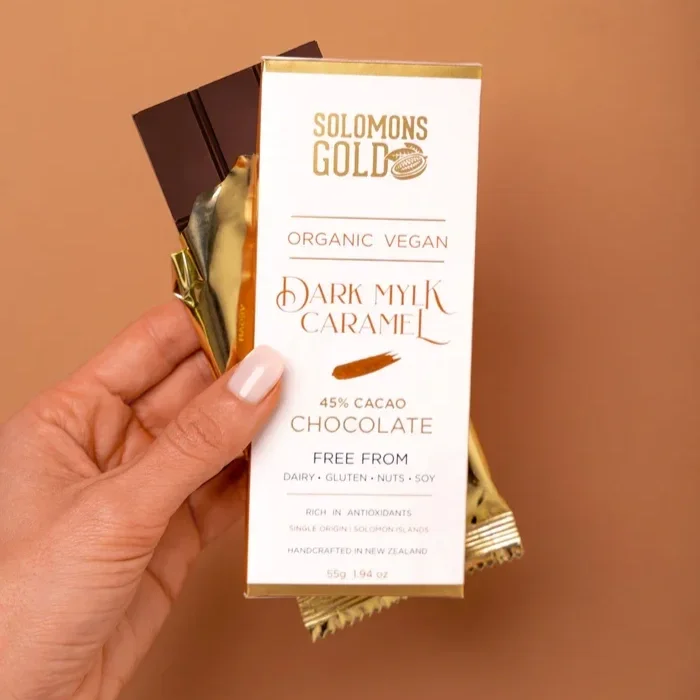 SOLOMONS
GOLD
ORGANIC VEGAN
DARK MYLK
CARAMEL
45% CACAO
CHOCOLATE
FREE FROM
DAIRY • GLUTEN • NUTS • SOY
RICH IN ANTIOXIDANTS
SINGLE ORIGIN | SOLOMON ISLANDS
HANDCRAFTED IN NEW ZEALAND
55g 1.94 oz